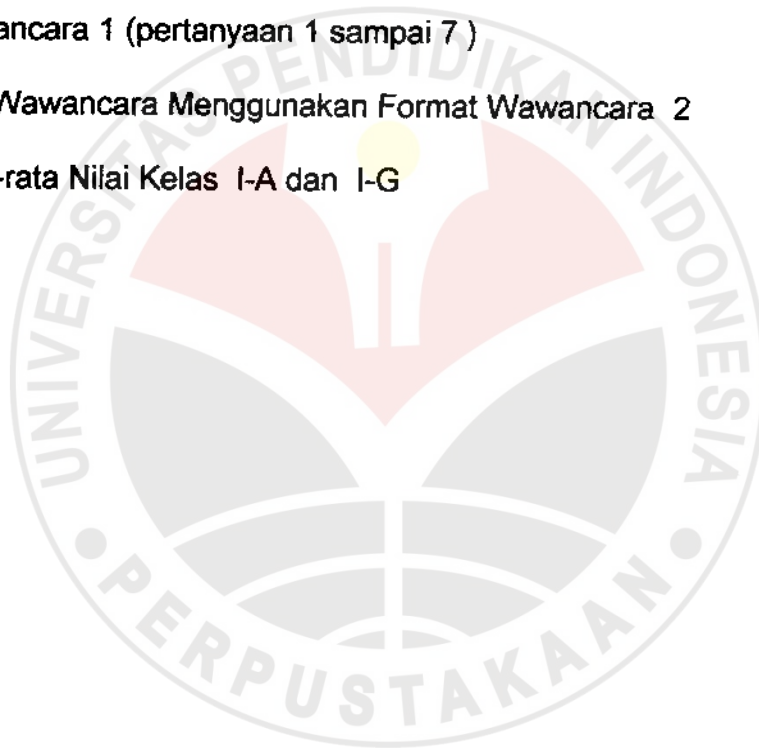 ancara 1 (pertanyaan 1 sampai 7 )
Wawancara Menggunakan Format Wawancara 2
-rata Nilai Kelas I-A dan I-G
UNIVERSITAS PENDIDIKAN INDONESIA
PERPUSTAKAAN